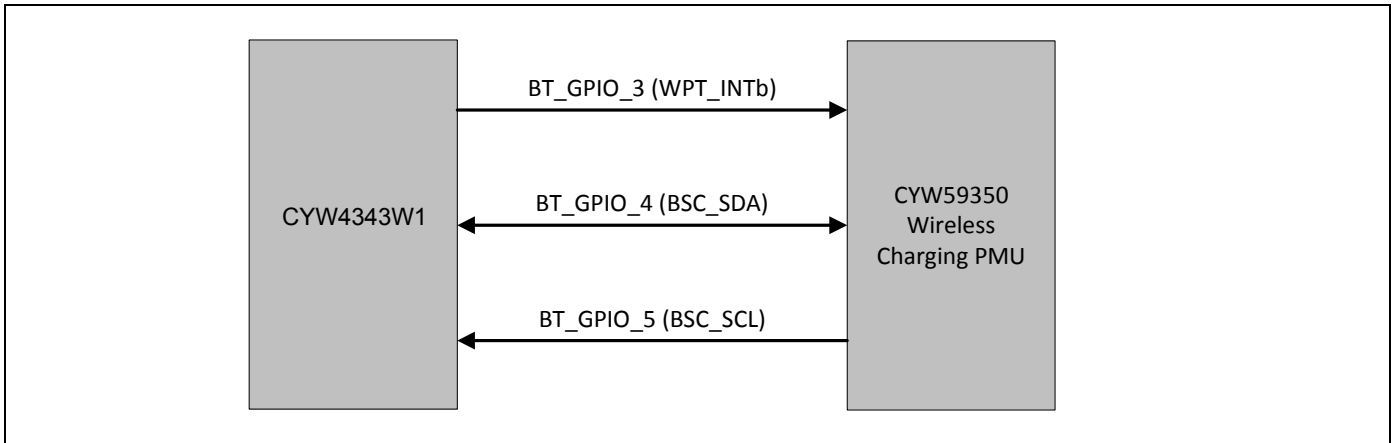 BT_GPIO_3 (WPT_INTb)
CYW4343W1
BT_GPIO_4 (BSC_SDA)
CYW59350
Wireless
Charging PMU
BT_GPIO_5 (BSC_SCL)